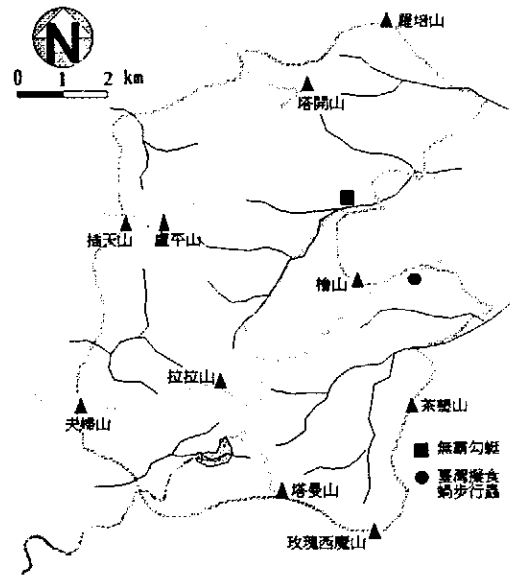 N
0 1 2 km
羅培山
塔開山
插天山
盧平山
檜山
拉拉山
夫婦山
茶墾山
無霸勾蜓
臺灣擬食
蝸步行蟲
塔曼山
玫瑰西魔山